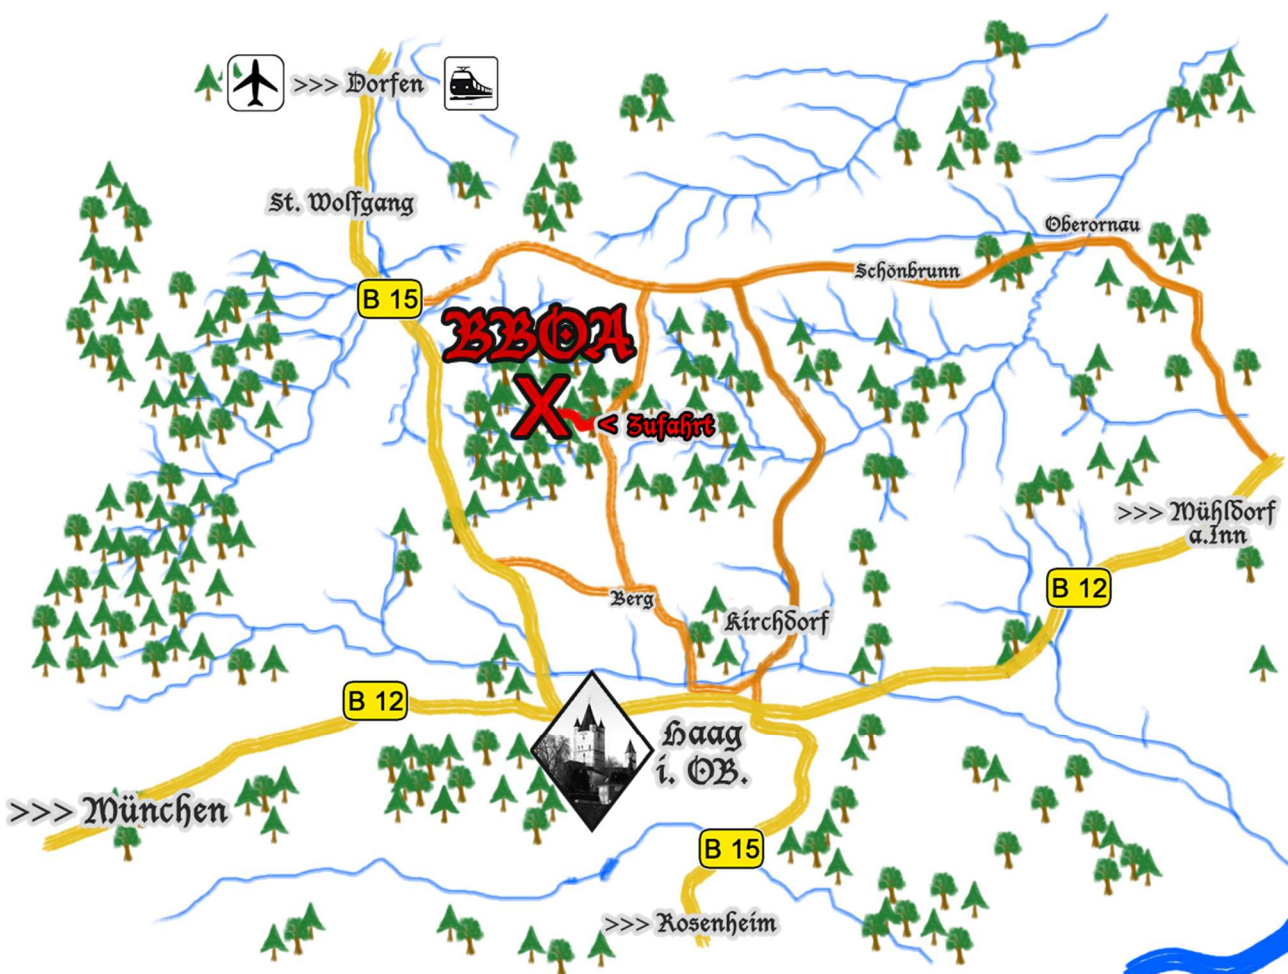 >>> Dorfen
St. Wolfgang
Oberornau
Schönbrunn
B 15
BBOA
X
< Zufahrt
>>> Mühldorf
a.Inn
B 12
Berg
Kirchdorf
B 12
Haag
i. OB.
>>> München
B 15
>>> Rosenheim